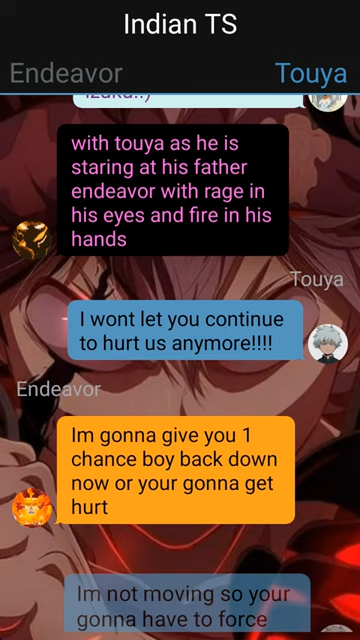 Indian TS
Endeavor Touya
Izuku!:)
with touya as he is
staring at his father
endeavor with rage in
his eyes and fire in his
hands
Touya
I wont let you continue
to hurt us anymore!!!!
Endeavor
Im gonna give you 1
chance boy back down
now or your gonna get
hurt
Im not moving so your
gonna have to force